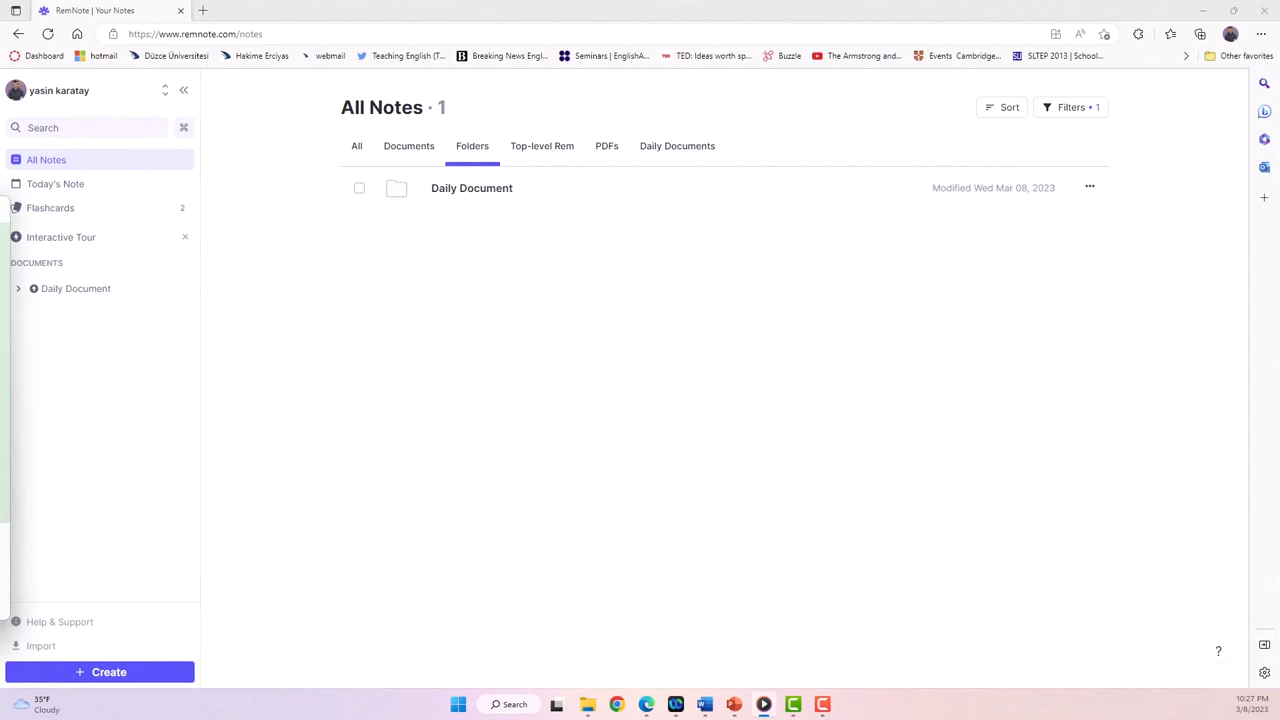 RemNote | Your Notes
https://www.remnote.com/notes
Dashboard
hotmail
Düzce Üniversitesi
Hakime Erciyas
webmail
Teaching English (T...
Breaking News Engl...
Seminars | EnglishA...
TED: Ideas worth sp...
Buzzle
The Armstrong and...
Events Cambridge...
SLTEP 2013 | School...
Other favorites
yasin karatay
Search
All Notes
Today's Note
Flashcards 2
Interactive Tour
DOCUMENTS
Daily Document
Help & Support
Import
+ Create
All Notes · 1
Sort
Filters • 1
All
Documents
Folders
Top-level Rem
PDFs
Daily Documents
Daily Document
Modified Wed Mar 08, 2023
?
35°F
Cloudy
Search
10:27 PM
3/8/2023